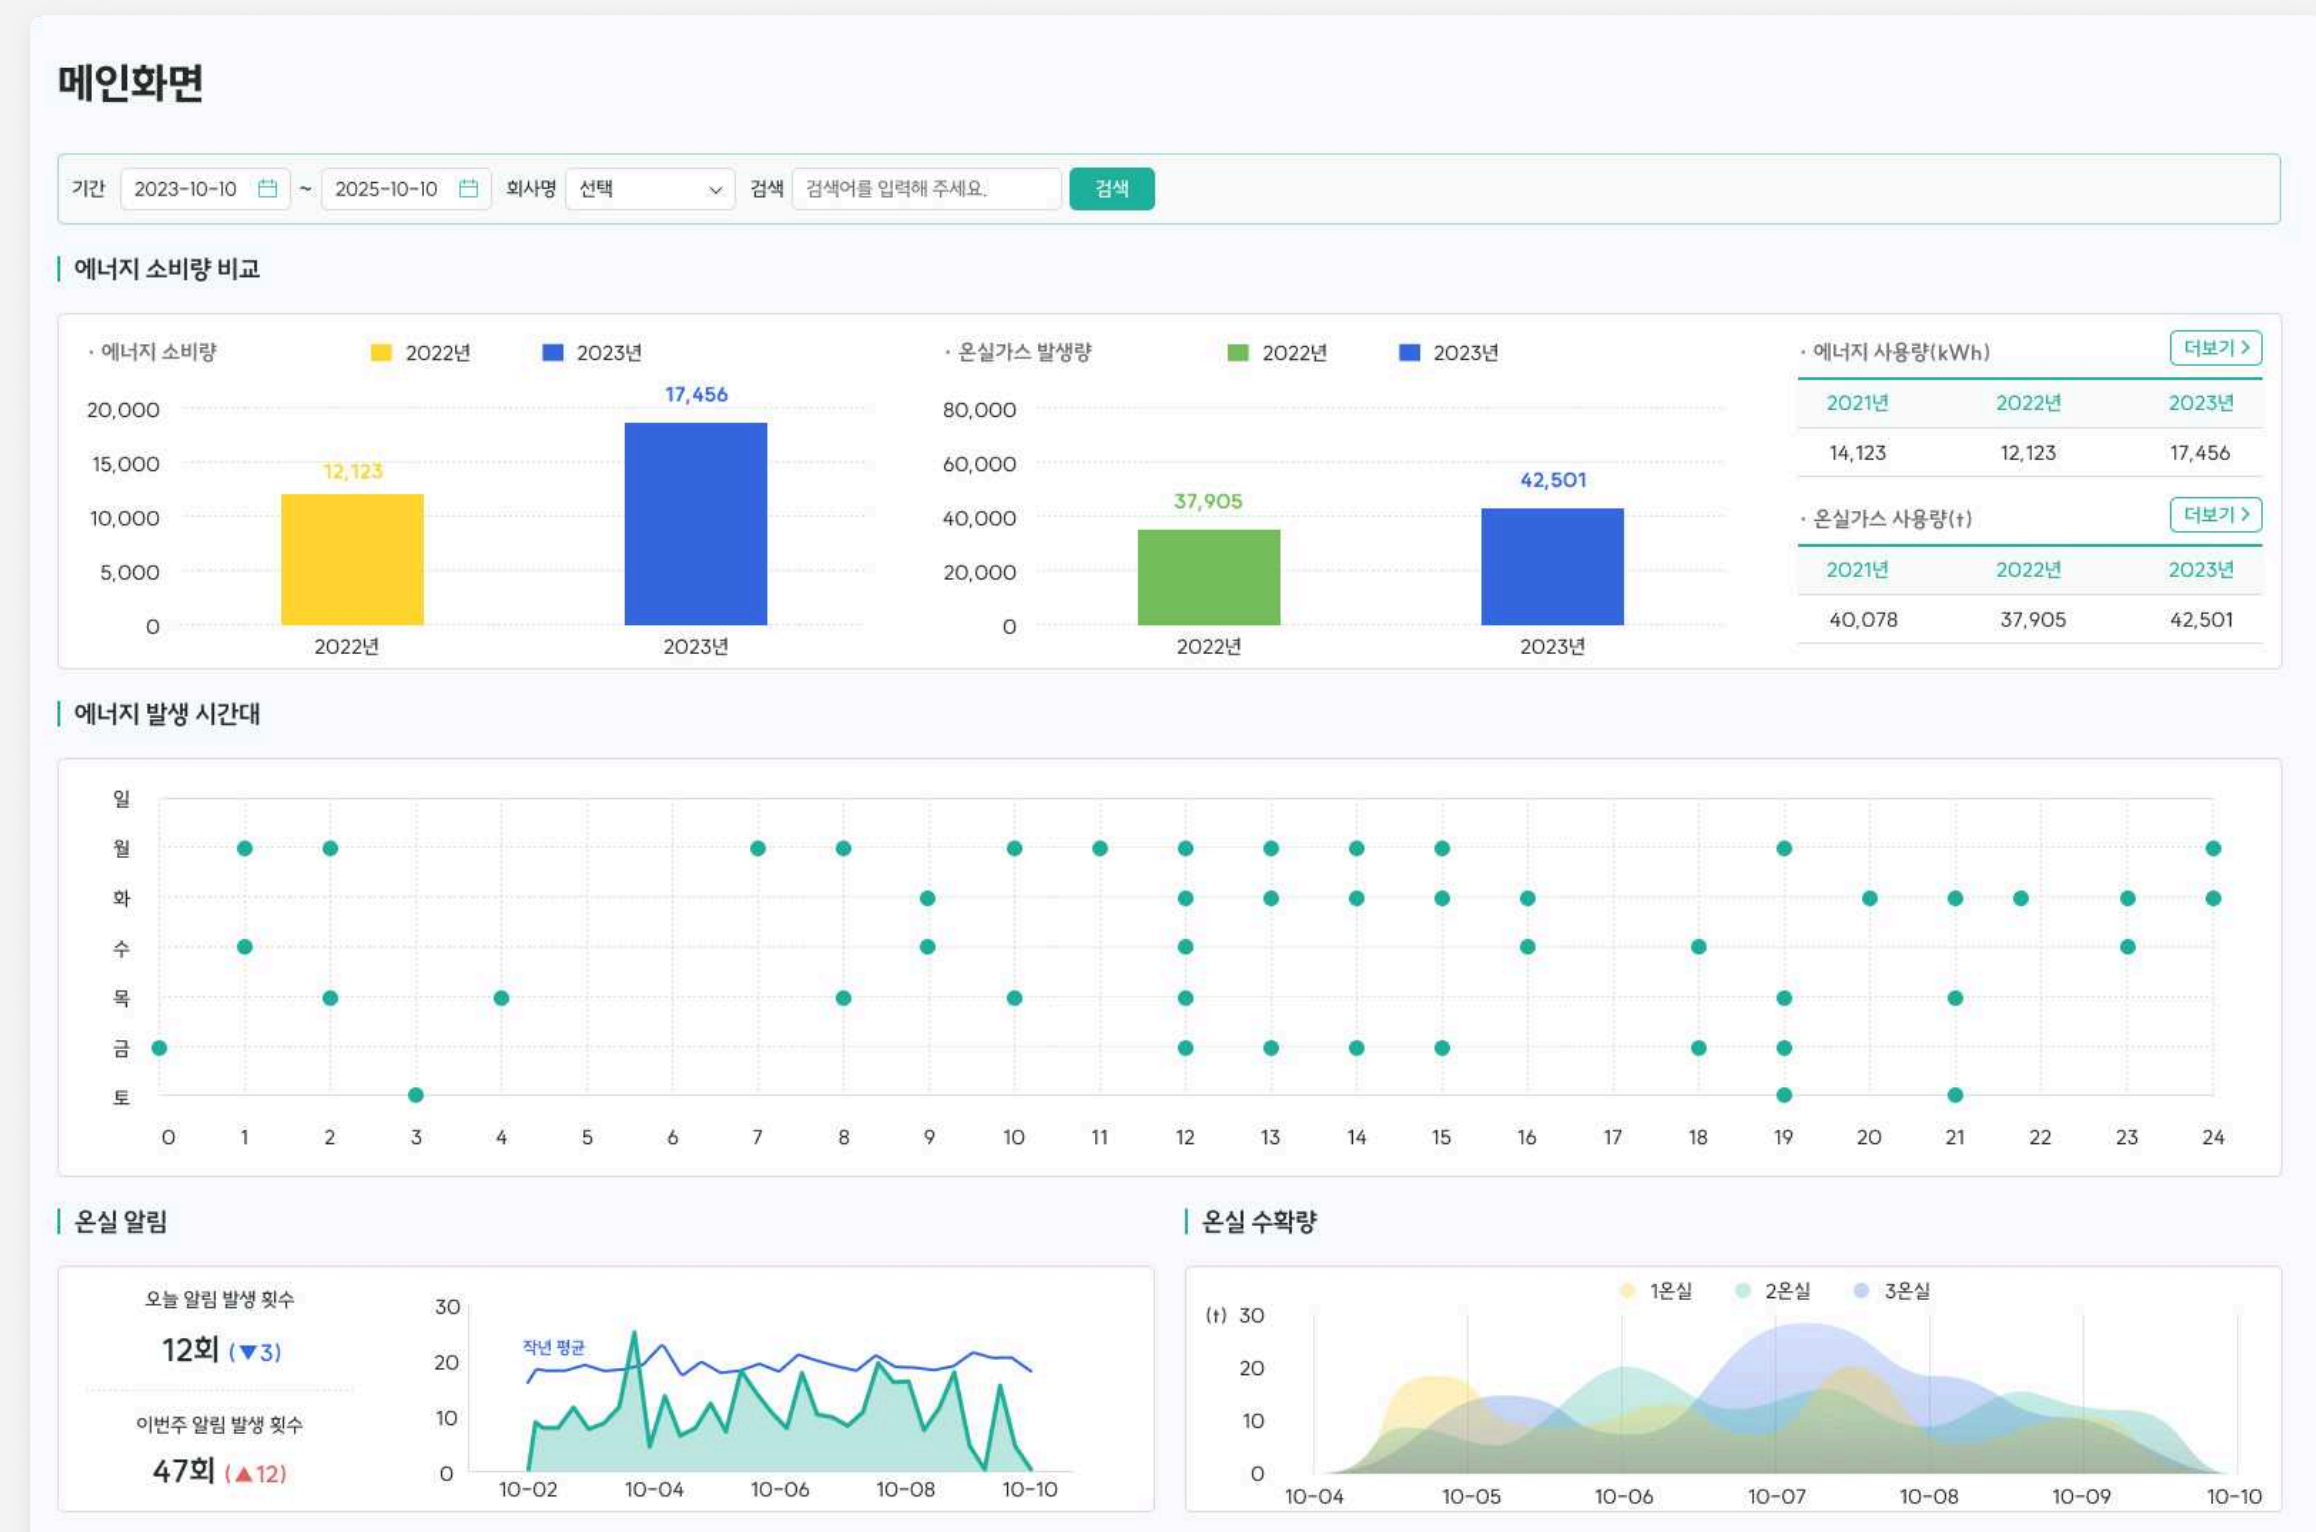 메인화면
기간 2023-10-10 ~ 2025-10-10 회사명 선택 검색 검색어를 입력해 주세요. 검색
에너지 소비량 비교
· 에너지 소비량 2022년 2023년
20,000
15,000
10,000
5,000
0
12,123
17,456
2022년 2023년
· 온실가스 발생량 2022년 2023년
80,000
60,000
40,000
20,000
0
37,905
42,501
2022년 2023년
· 에너지 사용량(kWh) 더보기 >
2021년 2022년 2023년
14,123 12,123 17,456
· 온실가스 사용량(t) 더보기 >
2021년 2022년 2023년
40,078 37,905 42,501
에너지 발생 시간대
일
월
화
수
목
금
토
0 1 2 3 4 5 6 7 8 9 10 11 12 13 14 15 16 17 18 19 20 21 22 23 24
온실 알림
오늘 알림 발생 횟수
12회 (▼3)
이번주 알림 발생 횟수
47회 (▲12)
30
20
10
0
작년 평균
10-02 10-04 10-06 10-08 10-10
온실 수확량
1온실 2온실 3온실
(t) 30
20
10
0
10-04 10-05 10-06 10-07 10-08 10-09 10-10